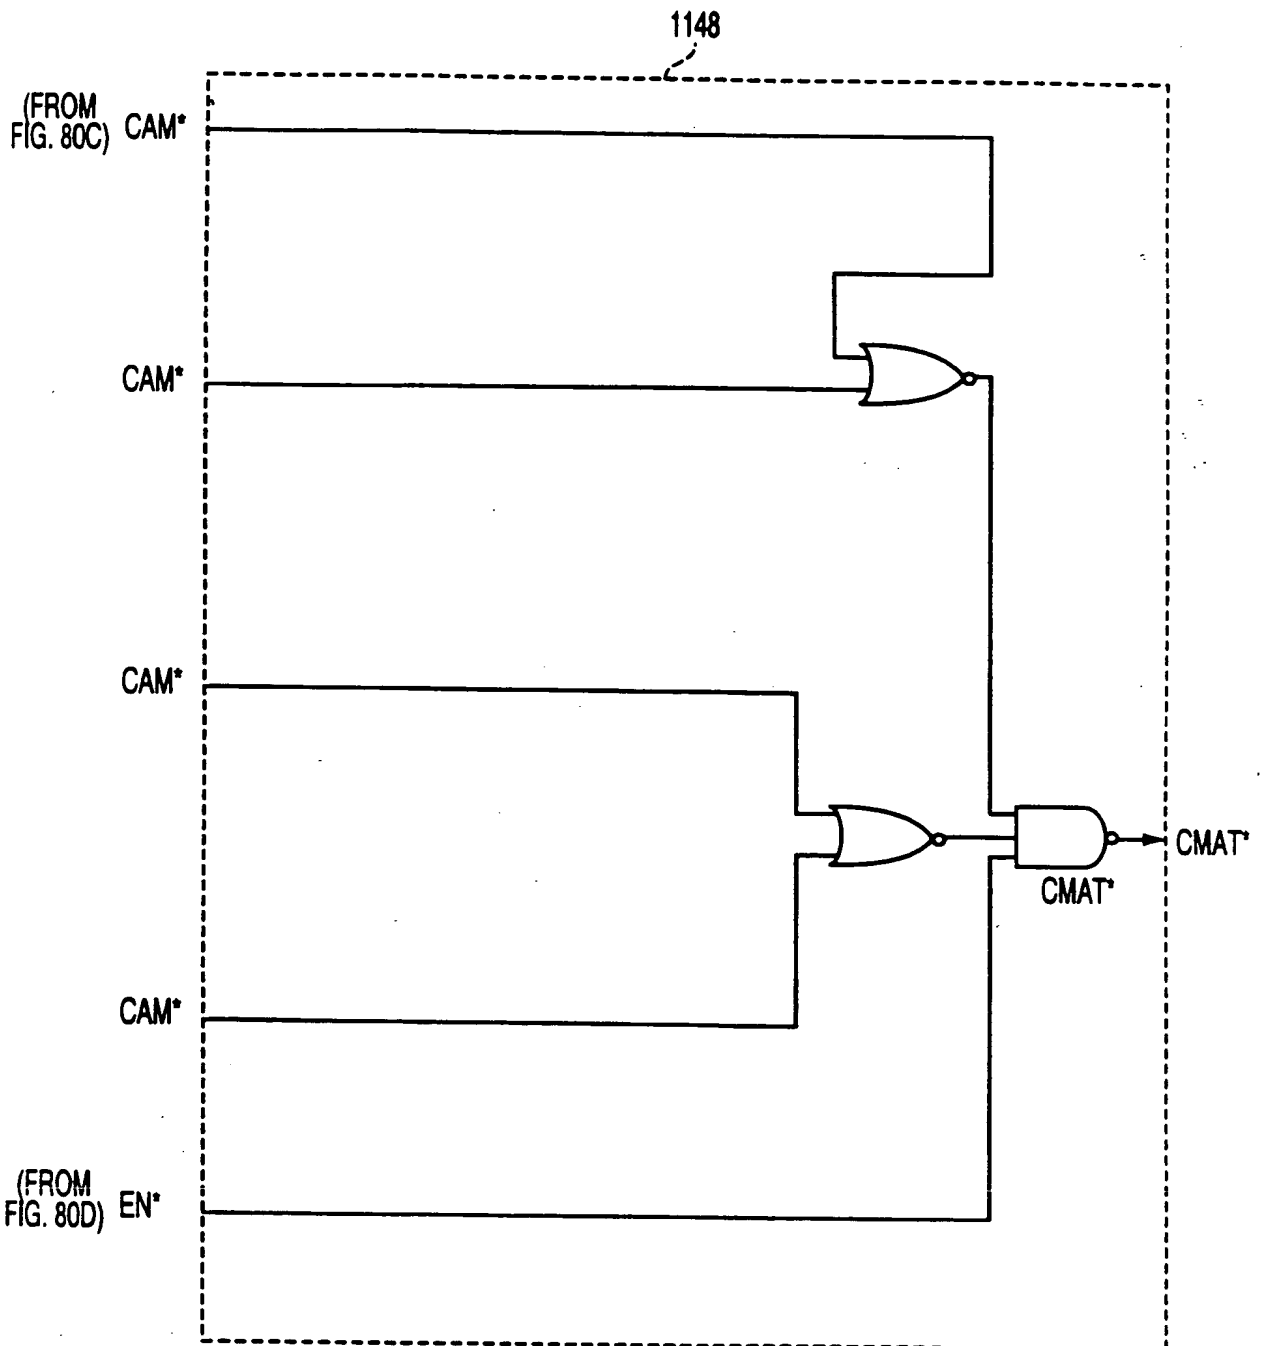 1148
(FROM
FIG. 80C) CAM*
CAM*
CAM*
CMAT*
CMAT*
CAM*
(FROM
FIG. 80D) EN*